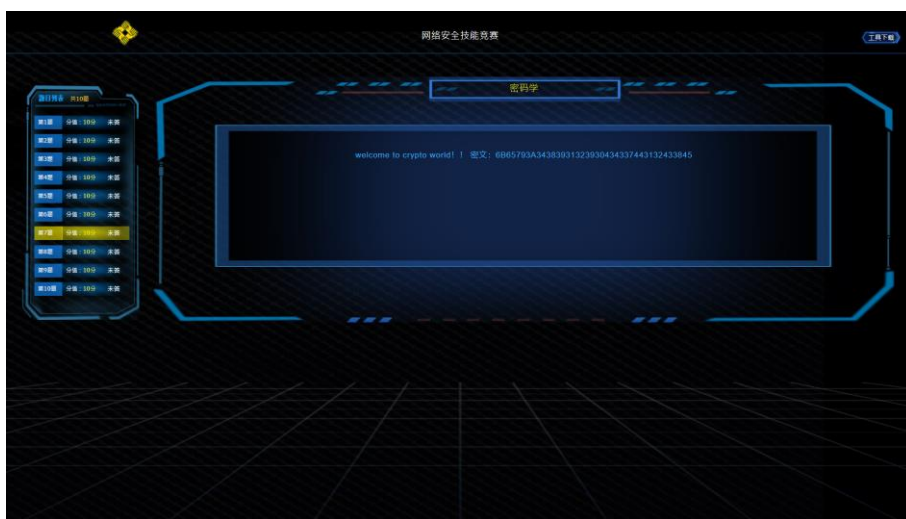 网络安全技能竞赛
工具下载
题目列表 共10题
密码学
第1题 分值：10分 未答
第2题 分值：10分 未答
第3题 分值：10分 未答
第4题 分值：10分 未答
第5题 分值：10分 未答
第6题 分值：10分 未答
第7题 分值：10分 未答
第8题 分值：10分 未答
第9题 分值：10分 未答
第10题 分值：10分 未答
welcome to crypto world！！ 密文：6B65793A34383931323930434337443132433845